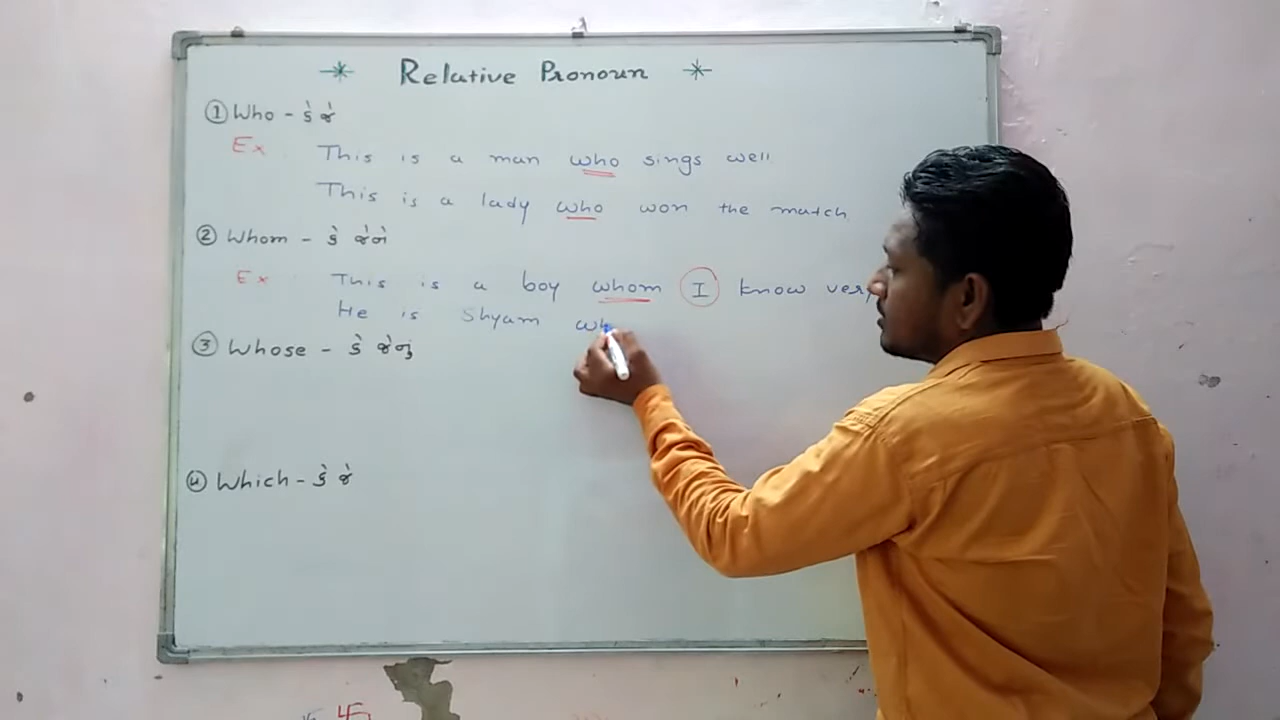 * Relative Pronoun *
① Who - કે જે
Ex This is a man who sings well
This is a lady who won the match
② Whom - કે જેને
Ex This is a boy whom I know very
He is Shyam wh
③ Whose - કે જેનું
④ Which - કે જે